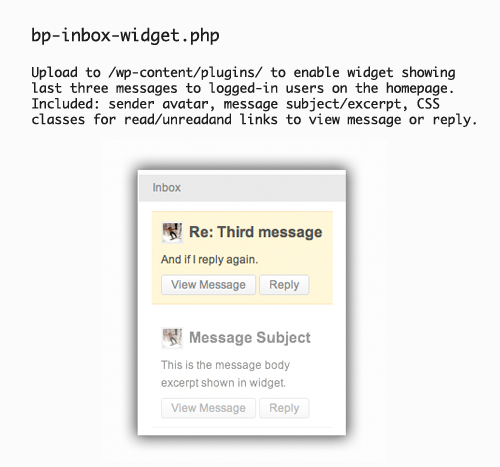 bp-inbox-widget.php
Upload to /wp-content/plugins/ to enable widget showing
last three messages to logged-in users on the homepage.
Included: sender avatar, message subject/excerpt, CSS
classes for read/unreadand links to view message or reply.
Inbox
Re: Third message
And if I reply again.
View Message Reply
Message Subject
This is the message body
excerpt shown in widget.
View Message Reply